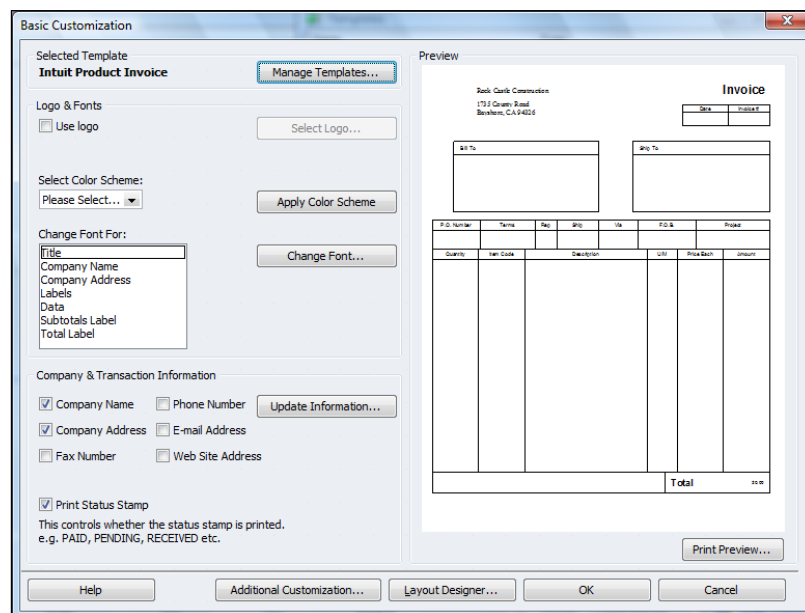 Basic Customization
Selected Template
Intuit Product Invoice
Manage Templates...
Logo & Fonts
Use logo
Select Logo...
Select Color Scheme:
Please Select...
Apply Color Scheme
Change Font For:
Title
Company Name
Company Address
Labels
Data
Subtotals Label
Total Label
Change Font...
Company & Transaction Information
Company Name
Phone Number
Update Information...
Company Address
E-mail Address
Fax Number
Web Site Address
Print Status Stamp
This controls whether the status stamp is printed.
e.g. PAID, PENDING, RECEIVED etc.
Preview
Rock Castle Construction
1735 County Road
Bayshore, CA 94326
Invoice
Date
Invoice #
Bill To
Ship To
P.O. Number
Terms
Rep
Ship
Via
F.O.B.
Project
Quantity
Item Code
Description
U/M
Price Each
Amount
Total
Print Preview...
Help
Additional Customization...
Layout Designer...
OK
Cancel